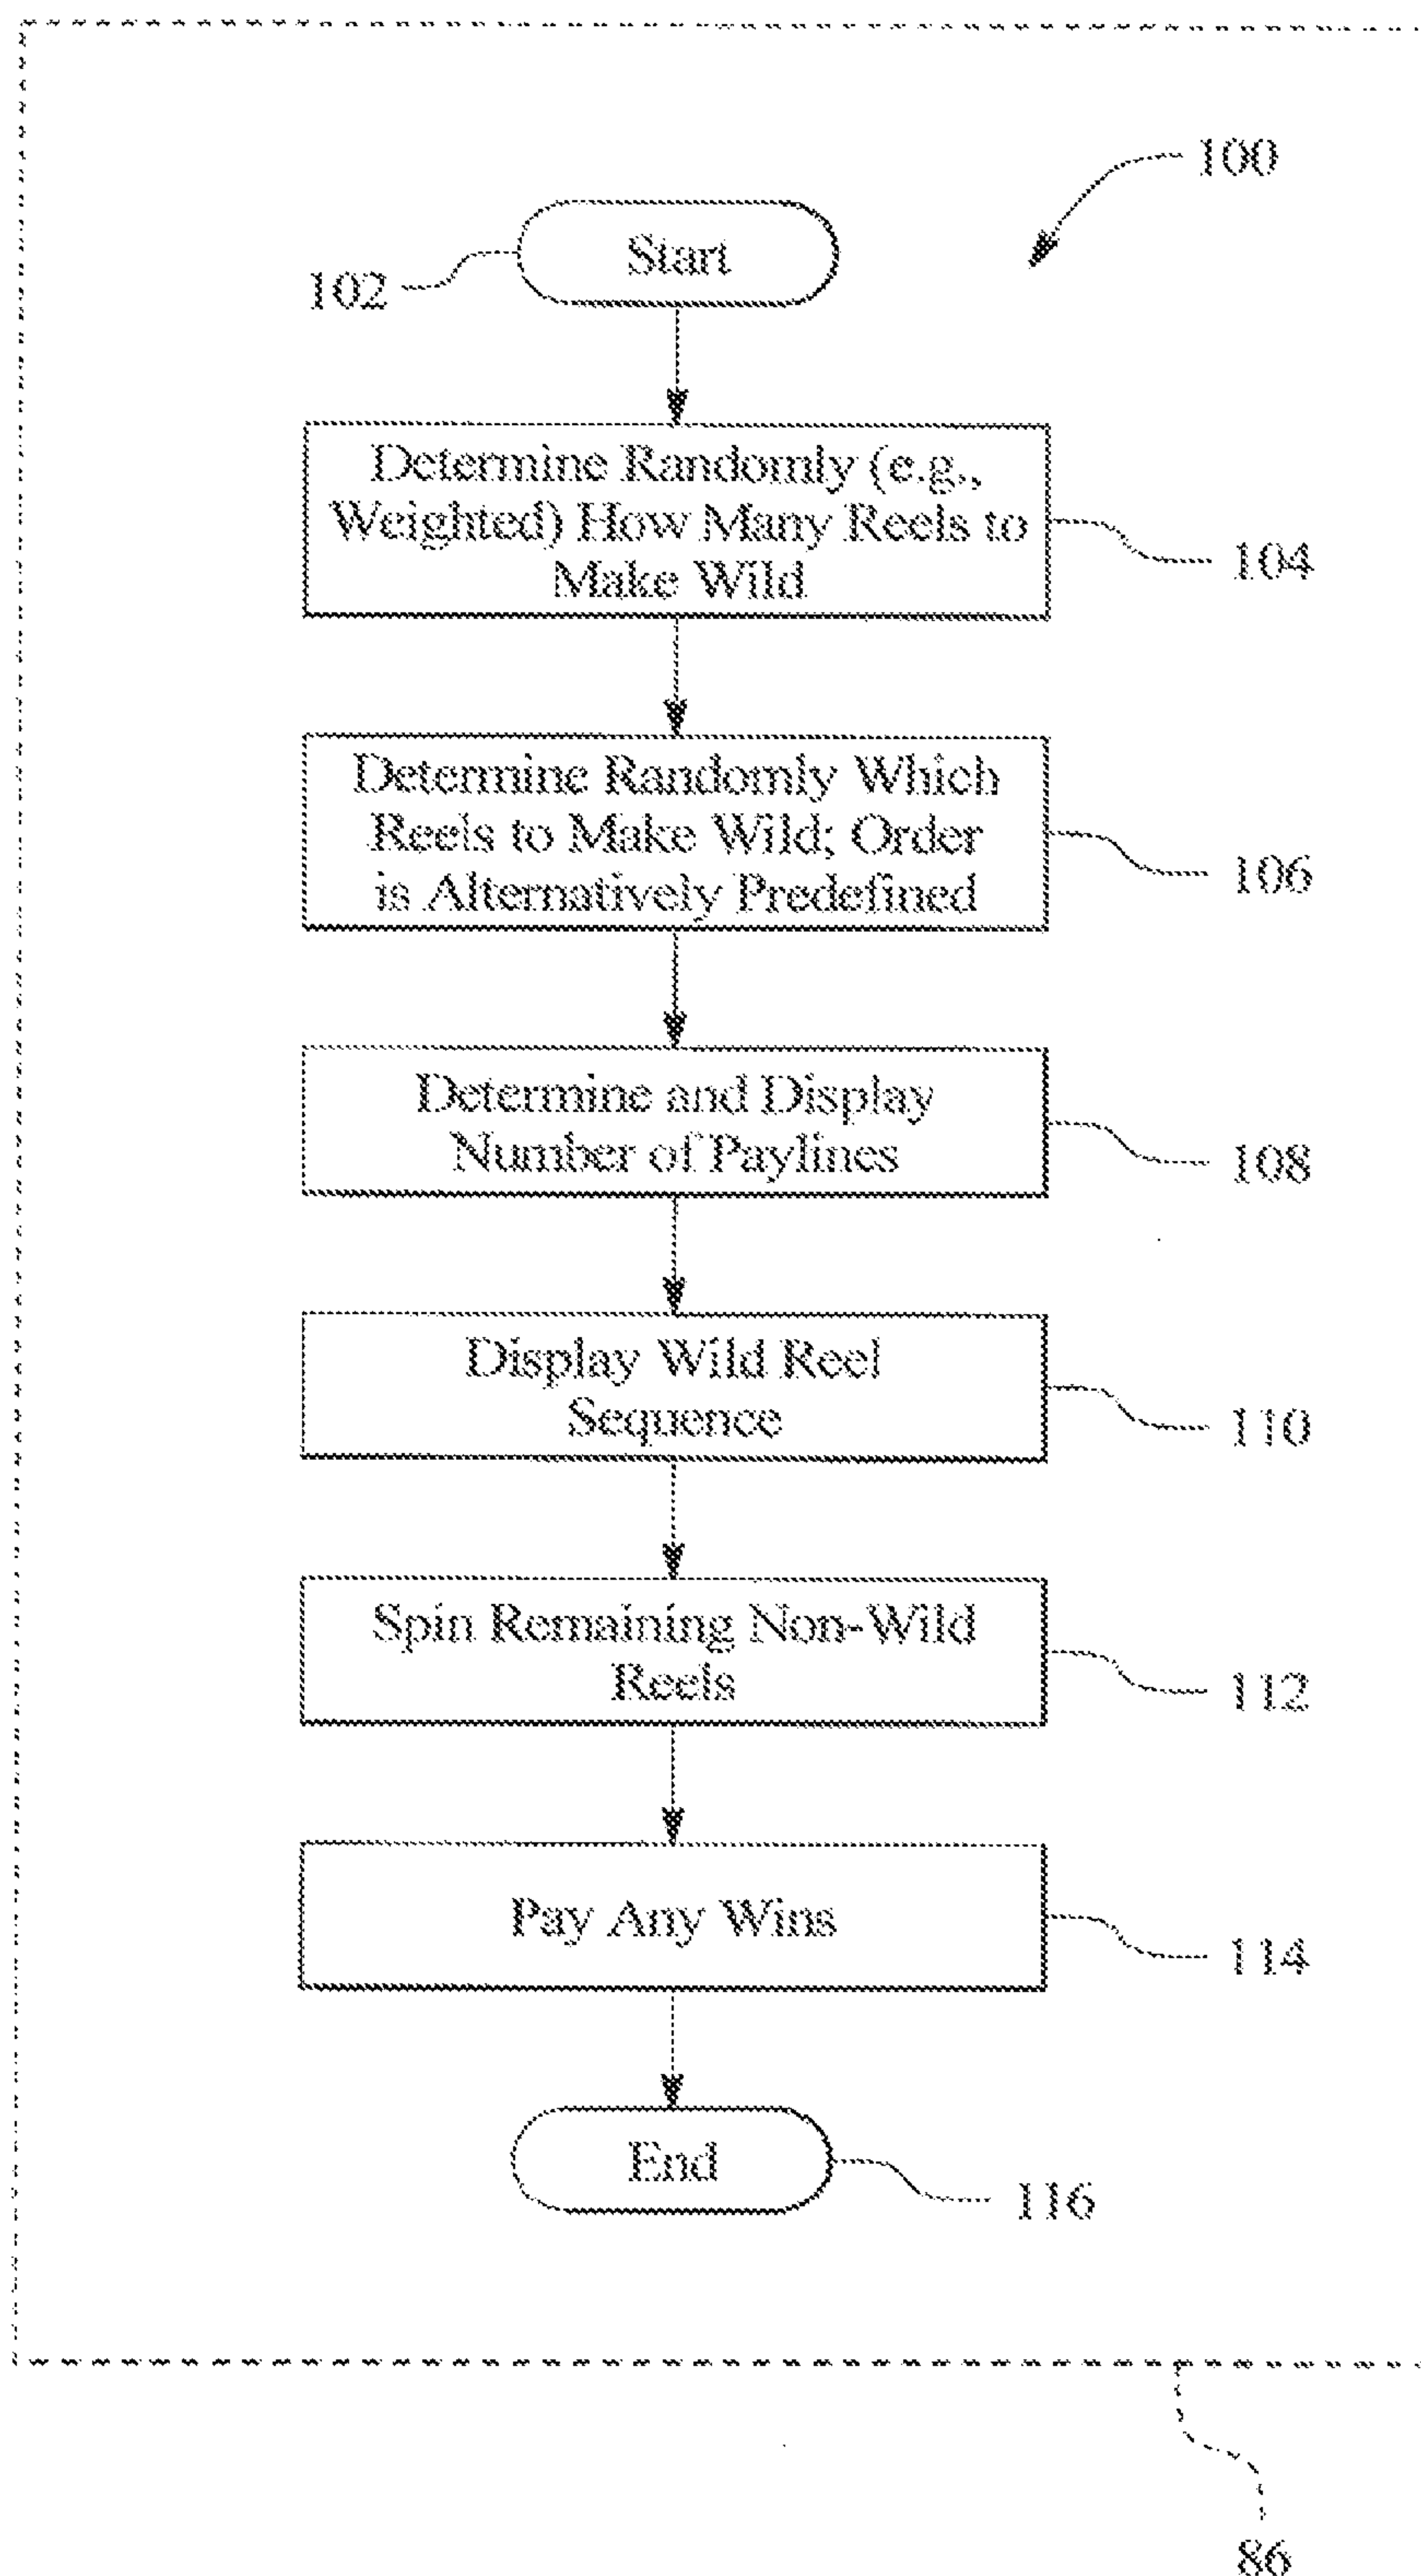 100
Start
102
Determine Randomly (e.g.,
Weighted) How Many Reels to
Make Wild
104
Determine Randomly Which
Reels to Make Wild; Order
is Alternatively Predefined
106
Determine and Display
Number of Paylines
108
Display Wild Reel
Sequence
110
Spin Remaining Non-Wild
Reels
112
Pay Any Wins
114
End
116
86